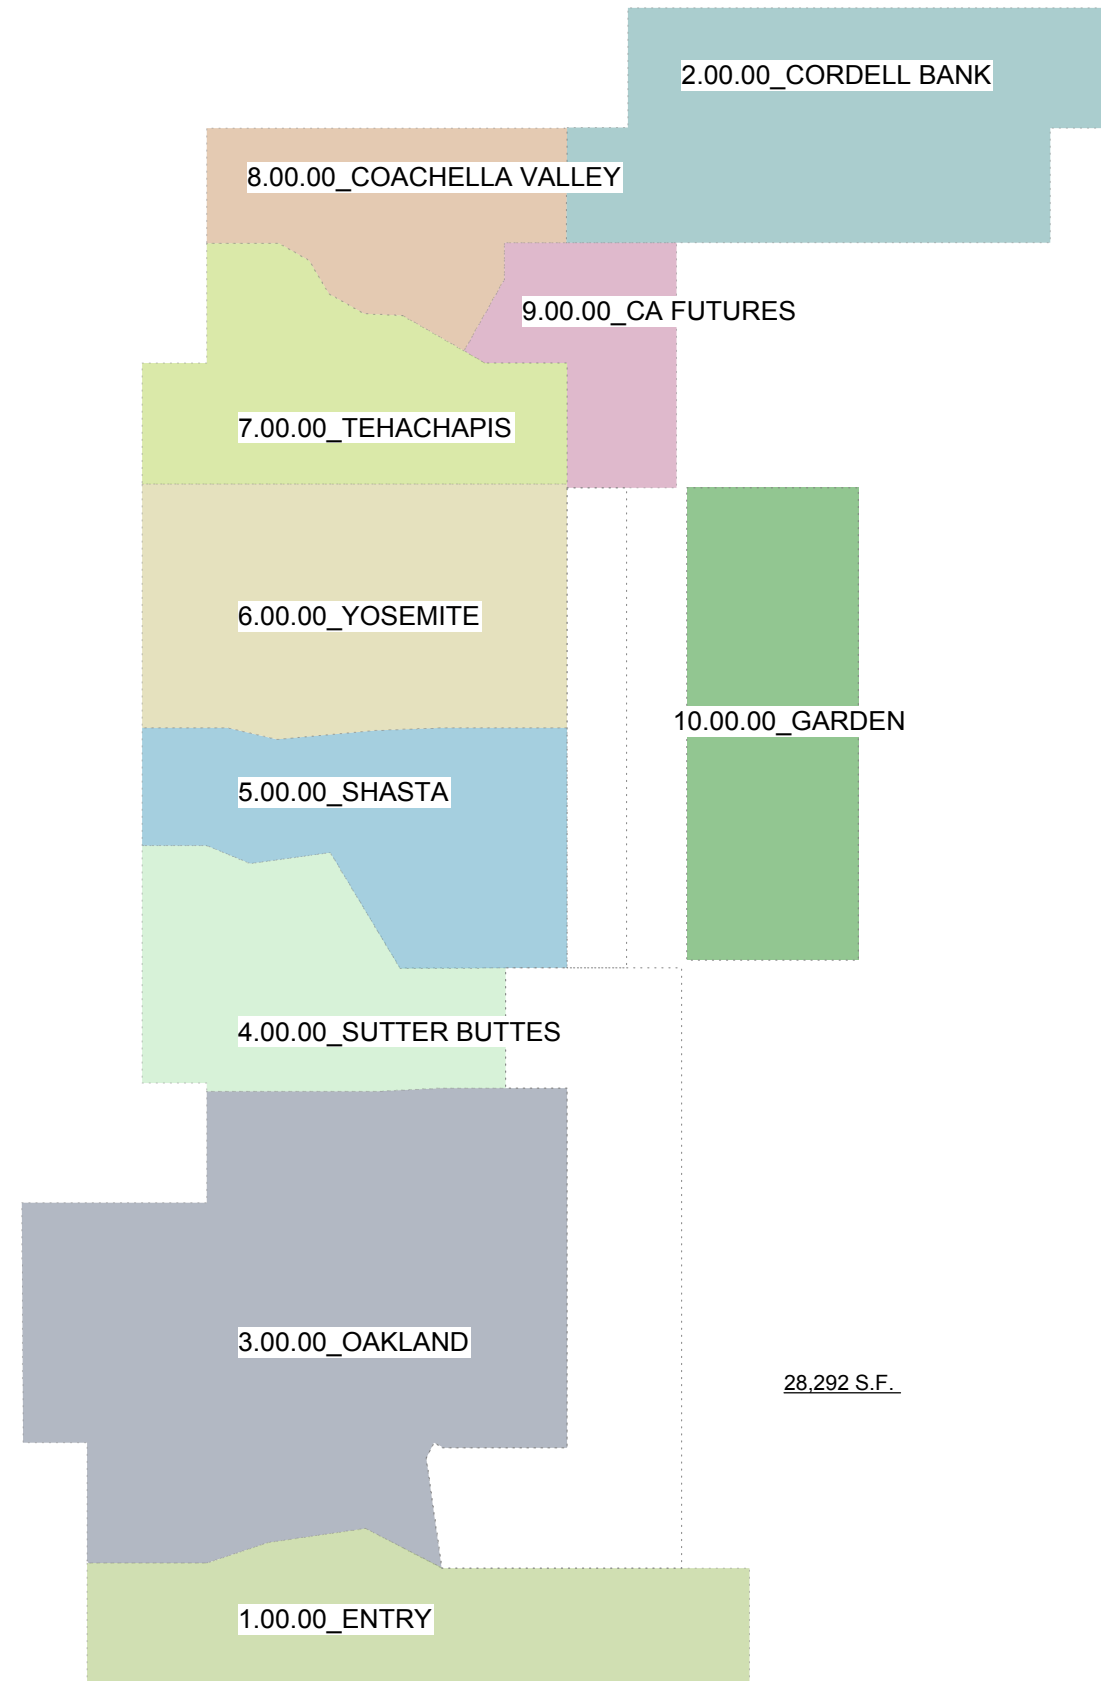 2.00.00_CORDELL BANK
8.00.00_COACHELLA VALLEY
9.00.00_CA FUTURES
7.00.00_TEHACHAPIS
6.00.00_YOSEMITE
10.00.00_GARDEN
5.00.00_SHASTA
4.00.00_SUTTER BUTTES
3.00.00_OAKLAND
28,292 S.F.
1.00.00_ENTRY